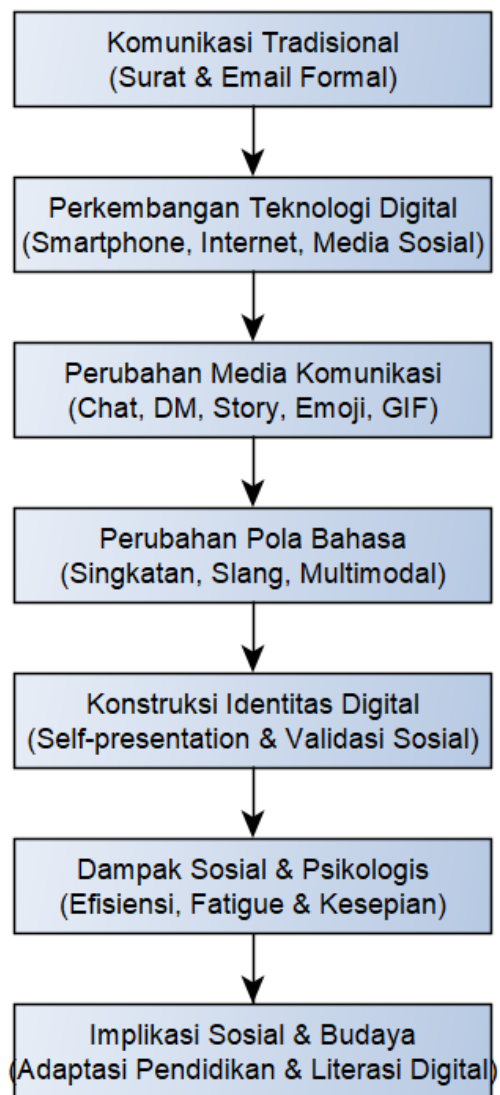 Komunikasi Tradisional
(Surat & Email Formal)
Perkembangan Teknologi Digital
(Smartphone, Internet, Media Sosial)
Perubahan Media Komunikasi
(Chat, DM, Story, Emoji, GIF)
Perubahan Pola Bahasa
(Singkatan, Slang, Multimodal)
Konstruksi Identitas Digital
(Self-presentation & Validasi Sosial)
Dampak Sosial & Psikologis
(Efisiensi, Fatigue & Kesepian)
Implikasi Sosial & Budaya
(Adaptasi Pendidikan & Literasi Digital)